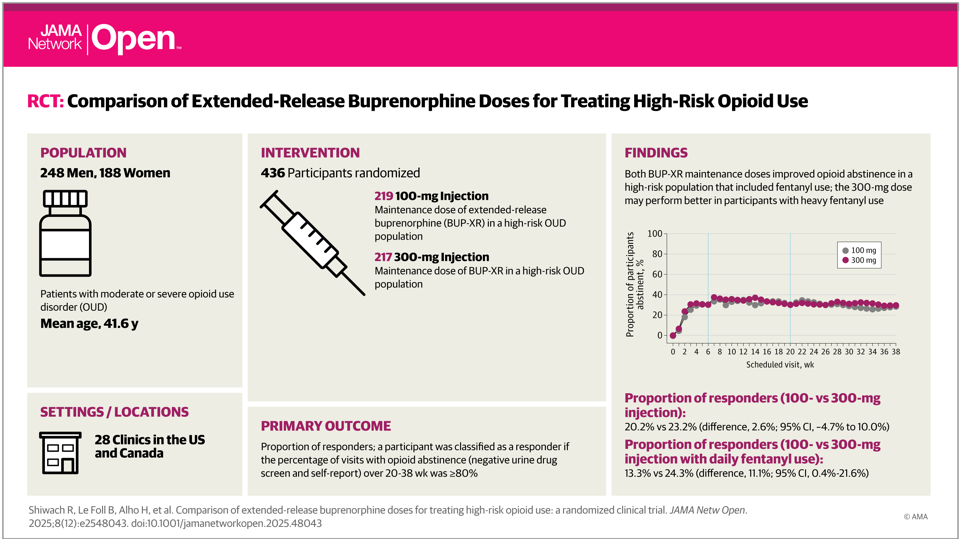 JAMA
Network
Open™
RCT: Comparison of Extended-Release Buprenorphine Doses for Treating High-Risk Opioid Use
POPULATION
248 Men, 188 Women
Patients with moderate or severe opioid use
disorder (OUD)
Mean age, 41.6 y
SETTINGS / LOCATIONS
28 Clinics in the US
and Canada
INTERVENTION
436 Participants randomized
219 100-mg Injection
Maintenance dose of extended-release
buprenorphine (BUP-XR) in a high-risk OUD
population
217 300-mg Injection
Maintenance dose of BUP-XR in a high-risk OUD
population
PRIMARY OUTCOME
Proportion of responders; a participant was classified as a responder if
the percentage of visits with opioid abstinence (negative urine drug
screen and self-report) over 20-38 wk was ≥80%
FINDINGS
Both BUP-XR maintenance doses improved opioid abstinence in a
high-risk population that included fentanyl use; the 300-mg dose
may perform better in participants with heavy fentanyl use
Proportion of participants
abstinent, %
100
80
60
40
20
0
100 mg
300 mg
0 2 4 6 8 10 12 14 16 18 20 22 24 26 28 30 32 34 36 38
Scheduled visit, wk
Proportion of responders (100- vs 300-mg
injection):
20.2% vs 23.2% (difference, 2.6%; 95% CI, –4.7% to 10.0%)
Proportion of responders (100- vs 300-mg
injection with daily fentanyl use):
13.3% vs 24.3% (difference, 11.1%; 95% CI, 0.4%-21.6%)
Shiwach R, Le Foll B, Alho H, et al. Comparison of extended-release buprenorphine doses for treating high-risk opioid use: a randomized clinical trial. JAMA Netw Open.
2025;8(12):e2548043. doi:10.1001/jamanetworkopen.2025.48043
© AMA